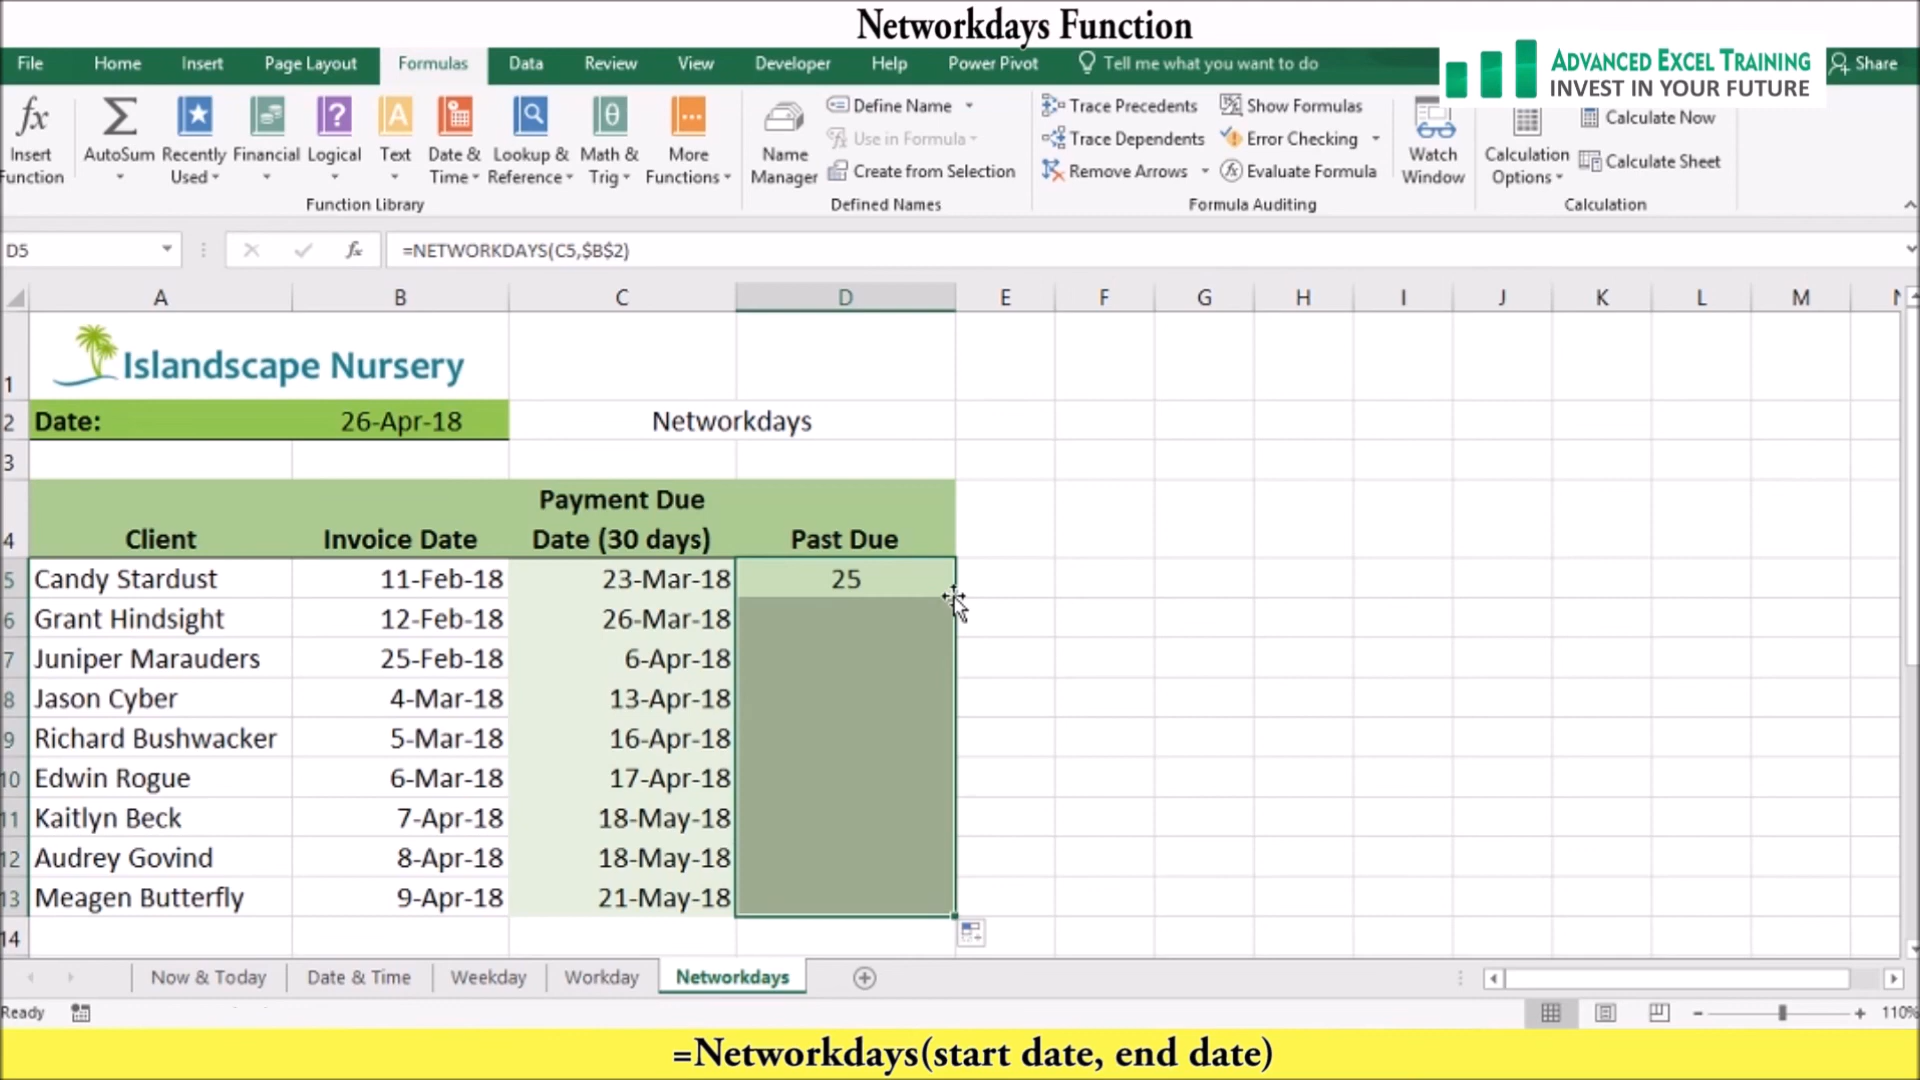 Networkdays Function
File Home Insert Page Layout Formulas Data Review View Developer Help Power Pivot Tell me what you want to do Share
ADVANCED EXCEL TRAINING
INVEST IN YOUR FUTURE
fx Σ ? A θ
Insert Function
AutoSum
Recently Used
Financial
Logical
Text
Date & Time
Lookup & Reference
Math & Trig
More Functions
Function Library
Name Manager
Define Name
Use in Formula
Create from Selection
Defined Names
Trace Precedents
Trace Dependents
Remove Arrows
Show Formulas
Error Checking
Evaluate Formula
Formula Auditing
Watch Window
Calculation Options
Calculate Now
Calculate Sheet
Calculation
D5 fx =NETWORKDAYS(C5,$B$2)
A B C D E F G H I J K L M
1 Islandscape Nursery
2 Date: 26-Apr-18 Networkdays
3
Payment Due
4 Client Invoice Date Date (30 days) Past Due
5 Candy Stardust 11-Feb-18 23-Mar-18 25
6 Grant Hindsight 12-Feb-18 26-Mar-18
7 Juniper Marauders 25-Feb-18 6-Apr-18
8 Jason Cyber 4-Mar-18 13-Apr-18
9 Richard Bushwacker 5-Mar-18 16-Apr-18
10 Edwin Rogue 6-Mar-18 17-Apr-18
11 Kaitlyn Beck 7-Apr-18 18-May-18
12 Audrey Govind 8-Apr-18 18-May-18
13 Meagen Butterfly 9-Apr-18 21-May-18
14
Now & Today Date & Time Weekday Workday Networkdays
Ready 110%
=Networkdays(start date, end date)